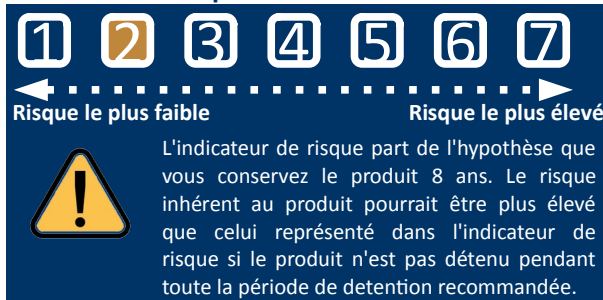 1 2 3 4 5 6 7
Risque le plus faible Risque le plus élevé
L'indicateur de risque part de l'hypothèse que
vous conservez le produit 8 ans. Le risque
inhérent au produit pourrait être plus élevé
que celui représenté dans l'indicateur de
risque si le produit n'est pas détenu pendant
toute la période de detention recommandée.